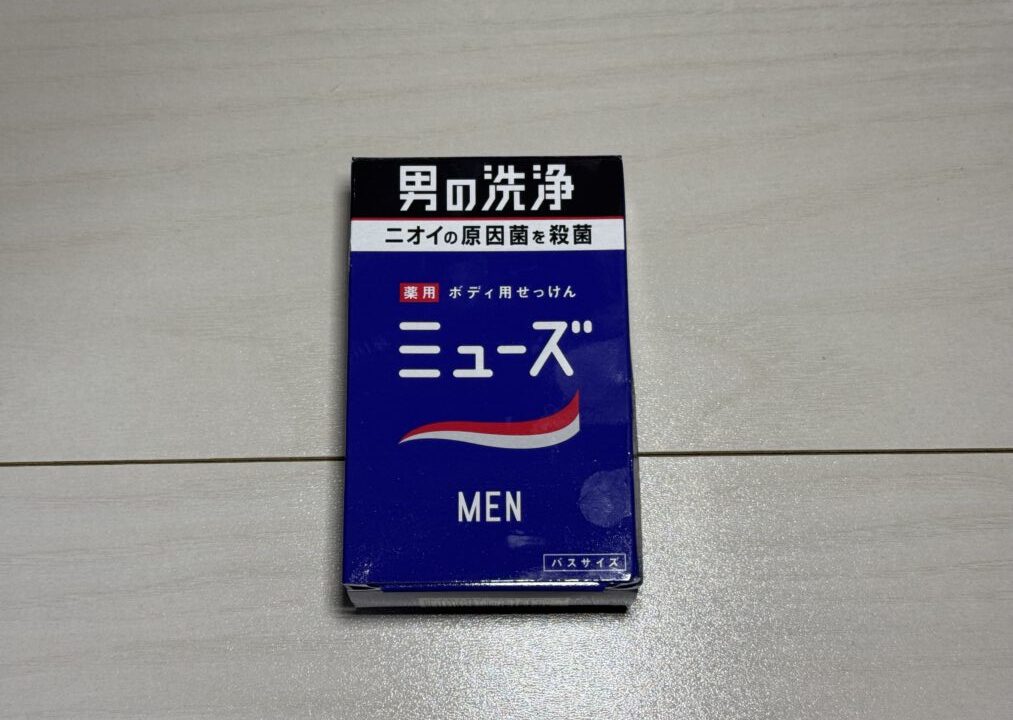 男の洗浄
ニオイの原因菌を殺菌
薬用 ボディ用せっけん
ミューズ
MEN
バスサイズ